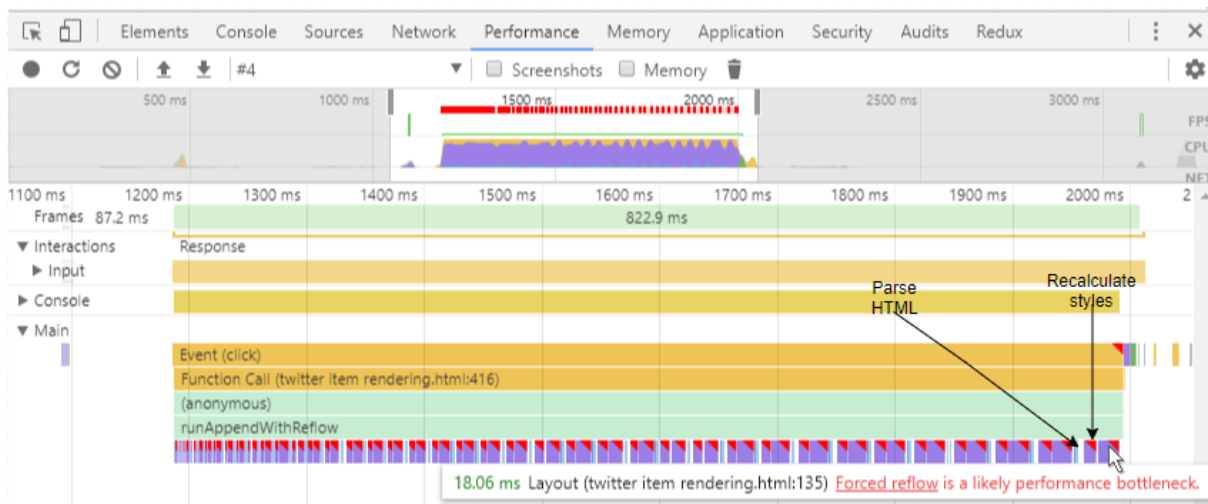 Elements Console Sources Network Performance Memory Application Security Audits Redux
#4 Screenshots Memory
500 ms 1000 ms 1500 ms 2000 ms 2500 ms 3000 ms
FPS
CPU
NET
1100 ms 1200 ms 1300 ms 1400 ms 1500 ms 1600 ms 1700 ms 1800 ms 1900 ms 2000 ms 2
Frames 87.2 ms 822.9 ms
Interactions Response
Input
Console
Parse
HTML
Recalculate
styles
Main
Event (click)
Function Call (twitter item rendering.html:416)
(anonymous)
runAppendWithReflow
18.06 ms Layout (twitter item rendering.html:135) Forced reflow is a likely performance bottleneck.